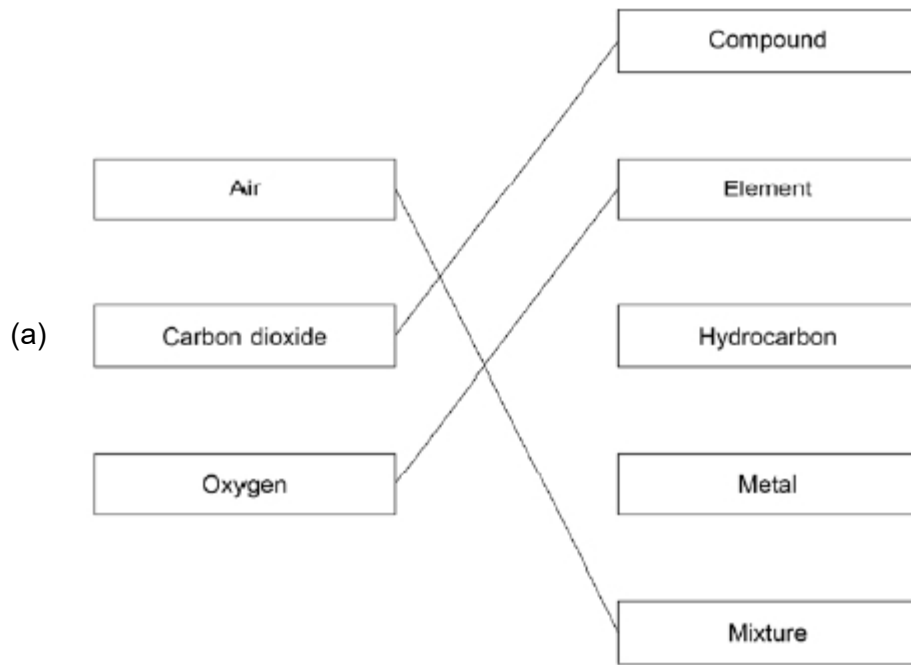 Compound
Air
Element
(a)
Carbon dioxide
Hydrocarbon
Oxygen
Metal
Mixture